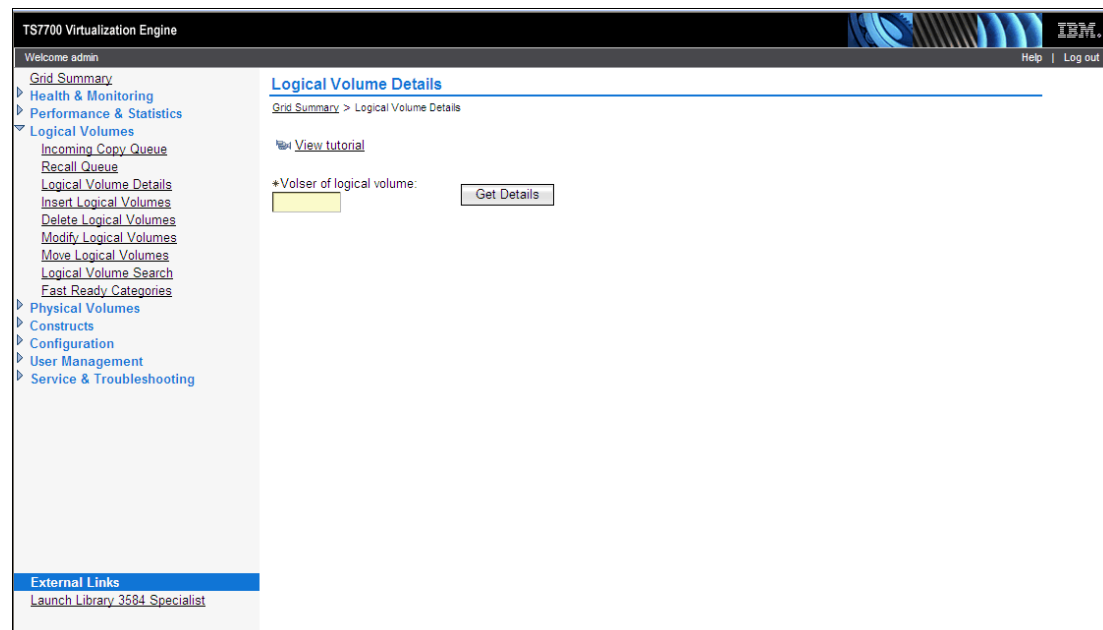 TS7700 Virtualization Engine
IBM.
Welcome admin
Help | Log out
Grid Summary
Health & Monitoring
Performance & Statistics
Logical Volumes
Incoming Copy Queue
Recall Queue
Logical Volume Details
Insert Logical Volumes
Delete Logical Volumes
Modify Logical Volumes
Move Logical Volumes
Logical Volume Search
Fast Ready Categories
Physical Volumes
Constructs
Configuration
User Management
Service & Troubleshooting
External Links
Launch Library 3584 Specialist
Logical Volume Details
Grid Summary > Logical Volume Details
View tutorial
*Volser of logical volume:
Get Details